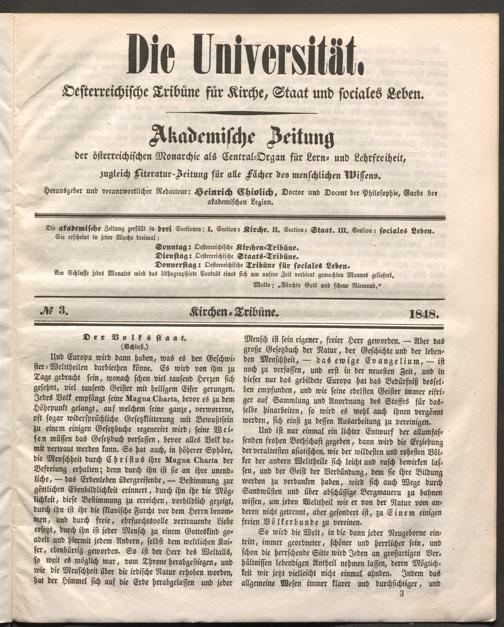 Die Universität.
Oesterreichische Tribüne für Kirche, Staat und sociales Leben.
Akademische Zeitung
der österreichischen Monarchie als Central-Organ für Lern- und Lehrfreiheit,
zugleich Literatur-Zeitung für alle Fächer des menschlichen Wissens.
Herausgeber und verantwortlicher Redacteur: Heinrich Chiolich, Doctor und Docent der Philosophie, Garde der
akademischen Legion.
Die akademische Zeitung zerfällt in drei Sectionen: I. Section: Kirche. II. Section: Staat. III. Section: sociales Leben.
Sie erscheint in jeder Woche dreimal:
Sonntag: Oesterreichische Kirchen-Tribüne.
Dienstag: Oesterreichische Staats-Tribüne.
Donnerstag: Oesterreichische Tribüne für sociales Leben.
Am Schluße jedes Monates wird das lithographirte Porträt eines sich um unsere Zeit verdient gemachten Mannes geliefert.
Motto: „Fürchte Gott und scheue Niemand.“
№ 3. Kirchen-Tribüne. 1848.
Der Volksstaat.
(Schluß.)
Und Europa wird dann haben, was es den Geschwi-
ster-Welttheilen darbiethen könne. Es wird von ihm zu
Tage gebracht sein, wonach schon viel tausend Herzen sich
gesehnt, viel tausend Geister mit heiligem Eifer gerungen.
Jedes Volk empfängt seine Magna Charta, bevor es zu dem
Höhepunkt gelangt, auf welchem seine ganze, verworrene,
oft sogar widersprüchliche Gesetzlitterung mit Bewußtsein
zu einem einigen Gesetzbuch regenerirt wird; seine Wei-
sen müssen das Gesetzbuch verfassen, bevor alles Volk da-
mit vertraut werden kann. So hat auch, in höherer Sphäre,
die Menschheit durch Christus ihre Magna Charta der
Befreiung erhalten; denn durch ihn ist sie an ihre unend-
liche, — das Erdenleben übergreifende, — Bestimmung zur
göttlichen Ebenbildlichkeit erinnert, durch ihn ihr die Mög-
lichkeit, diese Bestimmung zu erreichen, vorbildlich gezeigt,
durch ihn ist ihr die sklavische Furcht vor dem Herrn benom-
men, und durch freie, ehrfurchtsvolle vertrauende Liebe
ersetzt, durch ihn ist jeder Mensch zu einem Gotteskind ge-
adelt und hiermit jedem Andern, selbst dem weltlichen Kai-
ser, ebenbürtig geworden. So ist der Herr des Weltalls,
so weit es möglich war, vom Throne herabgestiegen, und
wie die Menschheit über die irdische Natur erhoben worden,
hat der Himmel sich auf die Erde herabgelassen und jeder
Mensch ist sein eigener, freier Herr geworden. — Aber das
große Gesetzbuch der Natur, der Geschichte und der leben-
den Menschheit, — das ewige Evangelium, — ist
noch zu verfassen, und erst in der neuesten Zeit, und in
dieser nur das gebildete Europa hat das Bedürfniß dessel-
ben empfunden, und wie seine edelsten Geister immer eifri-
ger auf Sammlung und Anordnung des Stoffes für das-
selbe hinarbeiten, so wird es wohl auch ihnen vergönnt
werden, sich einst zu dessen Ausarbeitung zu vereinigen.
Und ist nur einmal ein lichter Entwurf der allumfas-
senden frohen Bothschaft gegeben, dann wird die Erziehung
der veralteten asiatischen, wie der wildesten und rohesten Völ-
ker der andern Welttheile sich leicht und rasch bewirken las-
sen, und der Geist der Verbündung, dem sie ihre Bildung
werden zu verdanken haben, wird sich auch Wege durch
Sandwüsten und über abschüssige Bergmauern zu bahnen
wissen, um jeden Welttheil wie er von der Natur vom an-
deren nicht getrennt, aber gesondert ist, zu Einem einigen
freien Völkerbunde zu vereinen.
So wird die Welt, in die dann jeder Neugeborne ein-
tritt, immer geordneter, schöner und herrlicher sein, und
schon die herrschende Sitte wird Jeden an großartigen Ver-
hältnissen lebendigen Antheil nehmen lassen, deren Möglich-
keit wir jetzt vielleicht nicht einmal ahnden. Indem das
allgemeine Wesen immer klarer und durchsichtiger, und
3